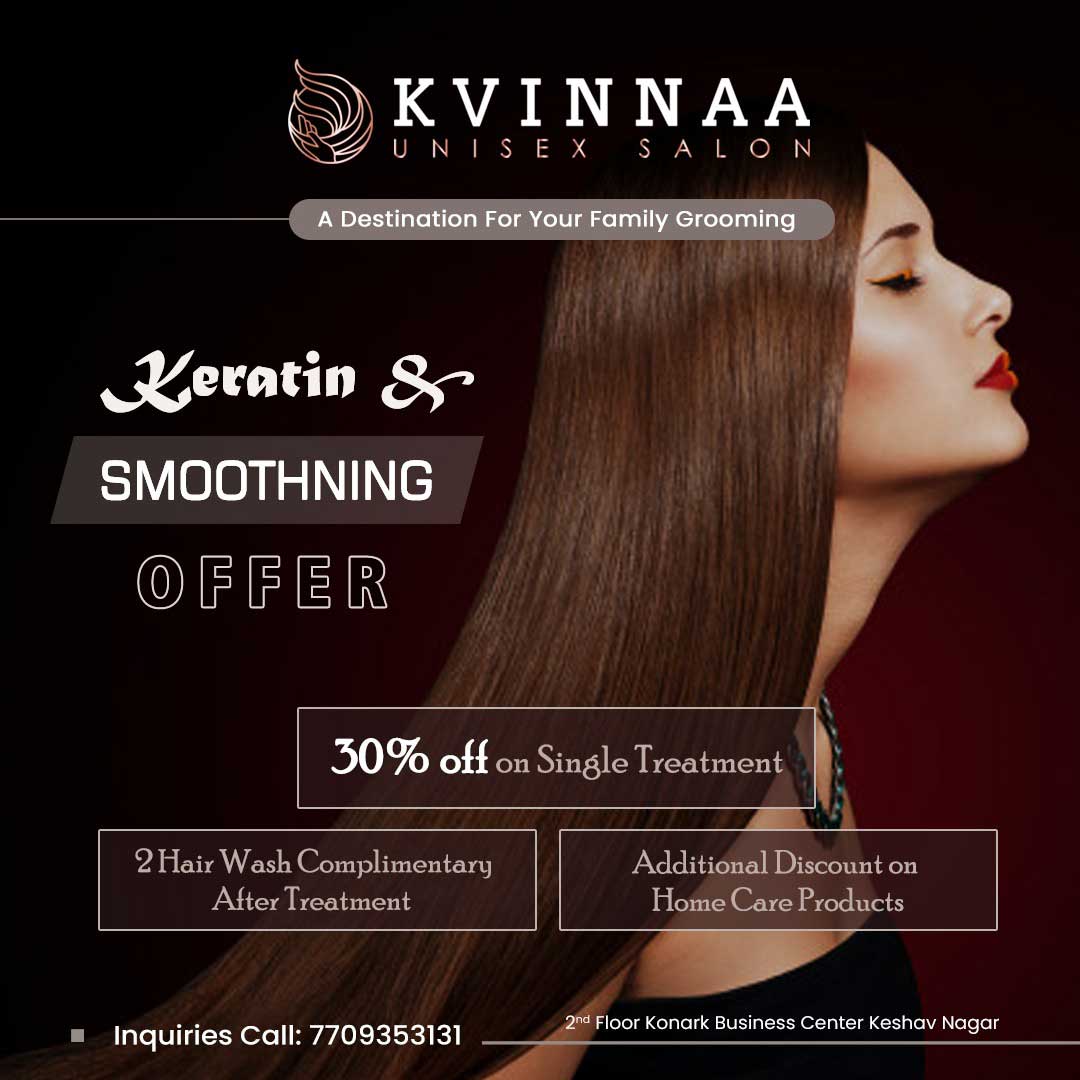 KVINNAA
UNISEX SALON
A Destination For Your Family Grooming
Keratin &
SMOOTHNING
OFFER
30% off on Single Treatment
2 Hair Wash Complimentary
After Treatment
Additional Discount on
Home Care Products
Inquiries Call: 7709353131
2nd Floor Konark Business Center Keshav Nagar